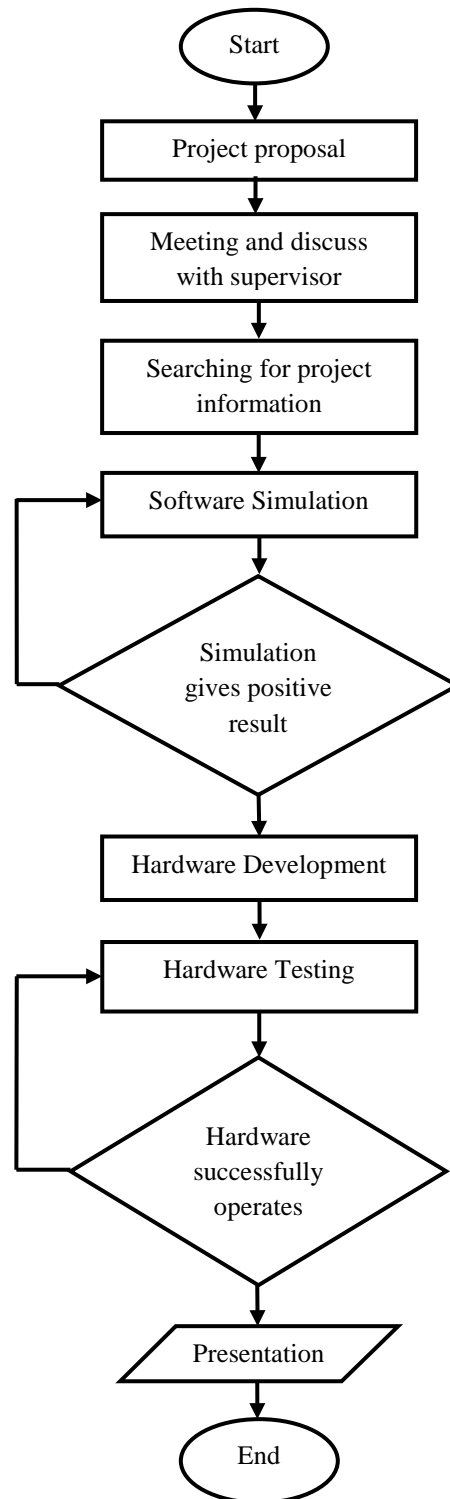 Start
Project proposal
Meeting and discuss
with supervisor
Searching for project
information
Software Simulation
Simulation
gives positive
result
Hardware Development
Hardware Testing
Hardware
successfully
operates
Presentation
End